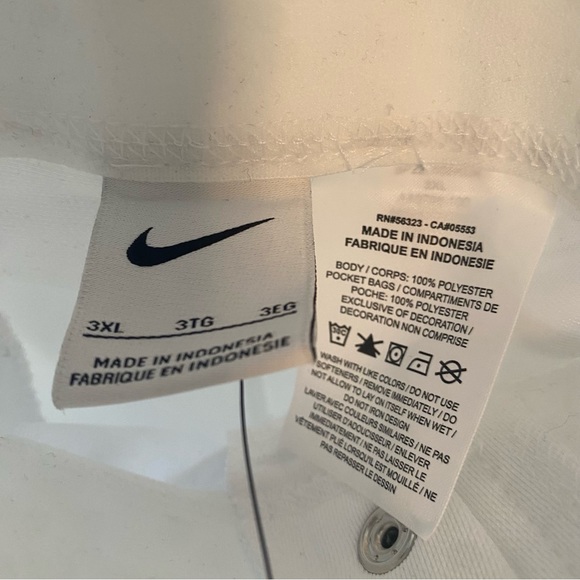 3XL 3TG 3EG
MADE IN INDONESIA
FABRIQUE EN INDONESIE
RN#56323 - CA#05553
MADE IN INDONESIA
FABRIQUE EN INDONESIE
BODY / CORPS: 100% POLYESTER
POCKET BAGS / COMPARTIMENTS DE
POCHE: 100% POLYESTER
EXCLUSIVE OF DECORATION /
DECORATION NON COMPRISE
WASH WITH LIKE COLORS / DO NOT USE
SOFTENERS / REMOVE IMMEDIATELY / DO
NOT ALLOW TO LAY ON ITSELF WHEN WET /
DO NOT IRON DESIGN
LAVER AVEC COULEURS SIMILAIRES / NE PAS
UTILISER D'ADOUCISSEUR / ENLEVER
IMMÉDIATEMENT / NE PAS LAISSER LE
VÊTEMENT PLIÉ LORSQU'IL EST MOUILLÉ / NE
PAS REPASSER LE DESSIN